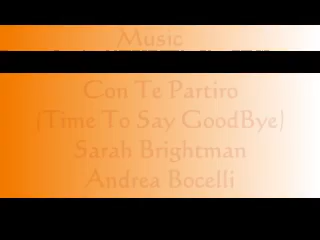 Music
Con Te Partiro
(Time To Say GoodBye)
Sarah Brightman
Andrea Bocelli